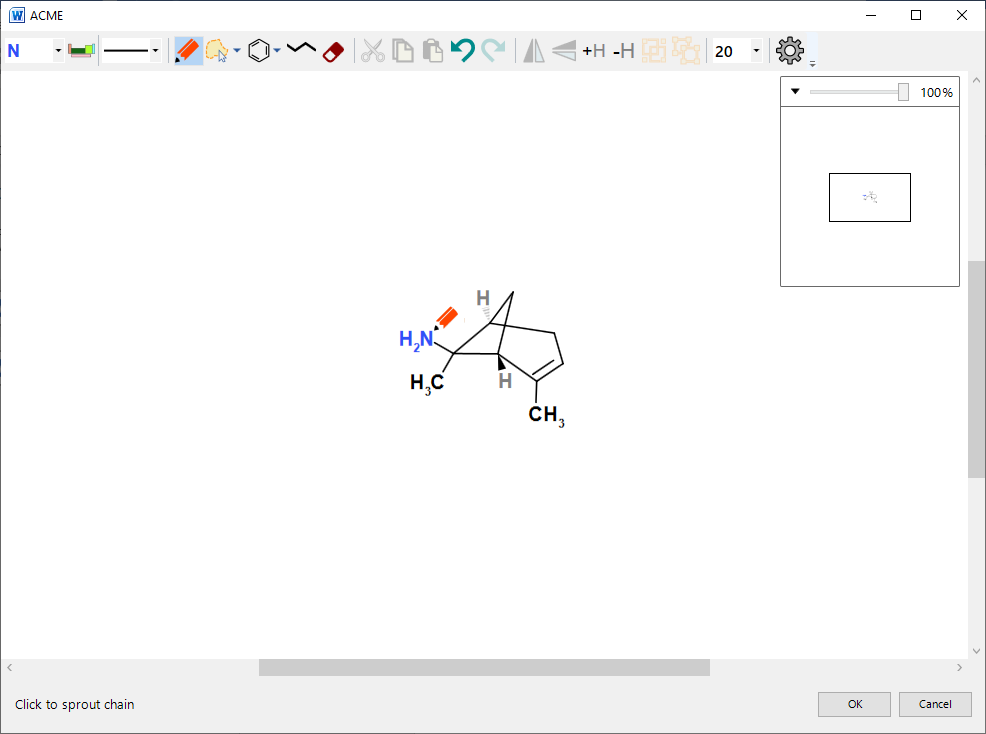 ACME
N
+H -H
20
100%
H
H2N
H3C
H
CH3
Click to sprout chain
OK
Cancel